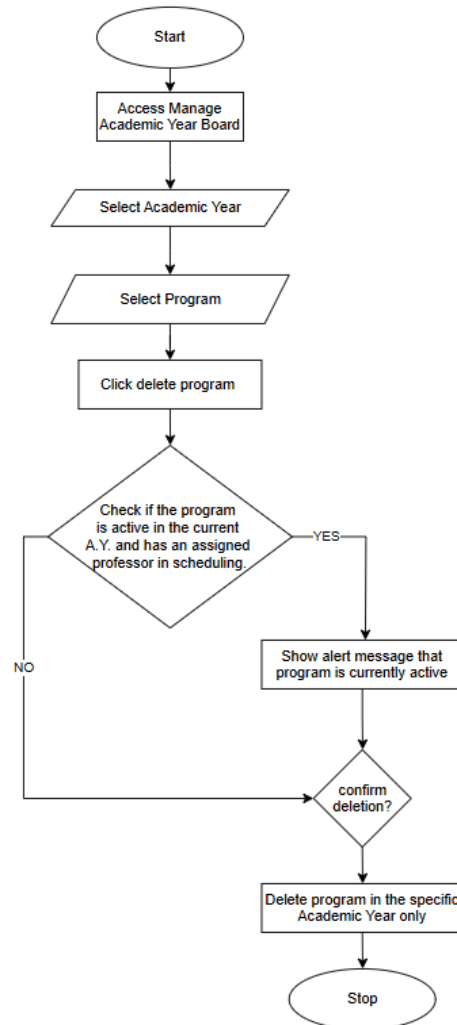 Start
Access Manage
Academic Year Board
Select Academic Year
Select Program
Click delete program
Check if the program
is active in the current
A.Y. and has an assigned
professor in scheduling.
YES
NO
Show alert message that
program is currently active
confirm
deletion?
Delete program in the specific
Academic Year only
Stop